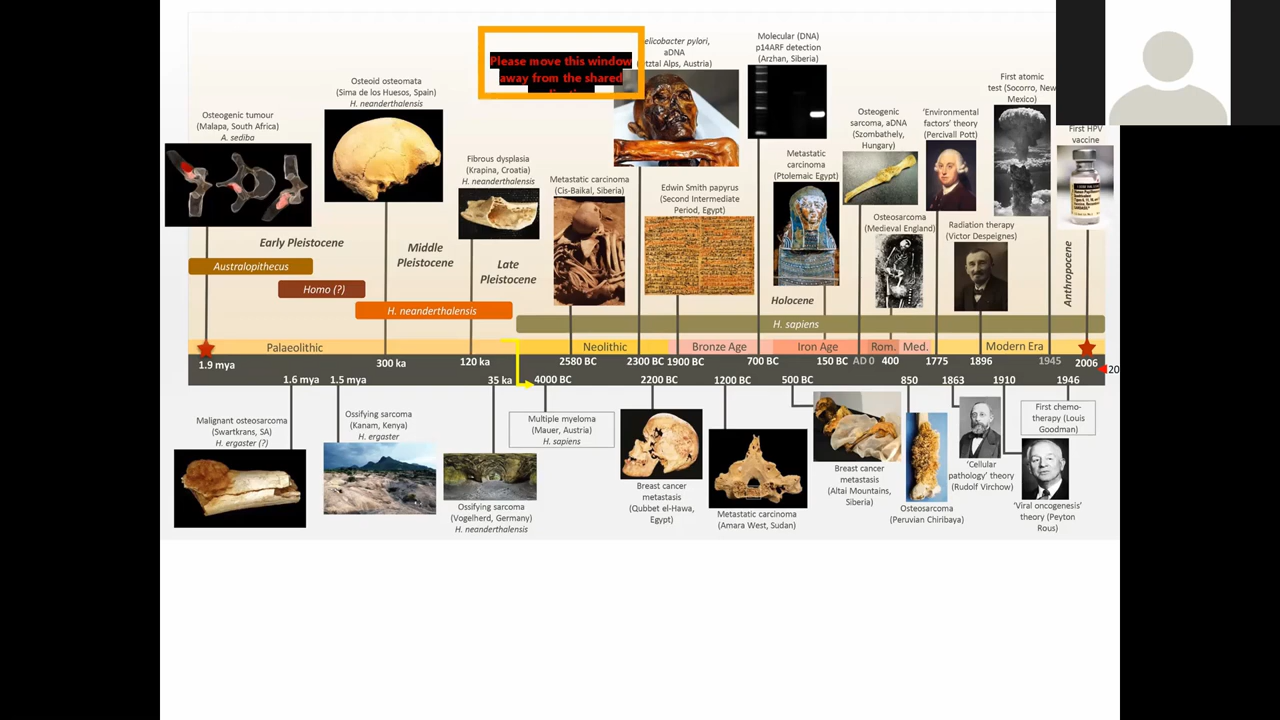 Please move this window
away from the shared
elicobacter pylori,
aDNA
tztal Alps, Austria)
Molecular (DNA)
p14ARF detection
(Arzhan, Siberia)
First atomic
test (Socorro, New
Mexico)
Osteoid osteomata
(Sima de los Huesos, Spain)
H. neanderthalensis
Osteogenic tumour
(Malapa, South Africa)
A. sediba
Osteogenic
sarcoma, aDNA
(Szombathely,
Hungary)
‘Environmental
factors’ theory
(Percivall Pott)
First HPV
vaccine
Fibrous dysplasia
(Krapina, Croatia)
H. neanderthalensis
Metastatic carcinoma
(Cis-Baikal, Siberia)
Edwin Smith papyrus
(Second Intermediate
Period, Egypt)
Metastatic
carcinoma
(Ptolemaic Egypt)
Osteosarcoma
(Medieval England)
Radiation therapy
(Victor Despeignes)
Early Pleistocene
Middle
Pleistocene
Late
Pleistocene
Holocene
Anthropocene
Australopithecus
Homo (?)
H. neanderthalensis
H. sapiens
Palaeolithic
Neolithic
Bronze Age
Iron Age
Rom.
Med.
Modern Era
1.9 mya
300 ka
120 ka
2580 BC
2300 BC
1900 BC
700 BC
150 BC
AD 0
400
1775
1896
1945
2006
20
1.6 mya
1.5 mya
35 ka
4000 BC
2200 BC
1200 BC
500 BC
850
1863
1910
1946
Malignant osteosarcoma
(Swartkrans, SA)
H. ergaster (?)
Ossifying sarcoma
(Kanam, Kenya)
H. ergaster
Ossifying sarcoma
(Vogelherd, Germany)
H. neanderthalensis
Multiple myeloma
(Mauer, Austria)
H. sapiens
Breast cancer
metastasis
(Qubbet el-Hawa,
Egypt)
Metastatic carcinoma
(Amara West, Sudan)
Breast cancer
metastasis
(Altai Mountains,
Siberia)
Osteosarcoma
(Peruvian Chiribaya)
‘Cellular
pathology’ theory
(Rudolf Virchow)
First chemo-
therapy (Louis
Goodman)
‘Viral oncogenesis’
theory (Peyton
Rous)